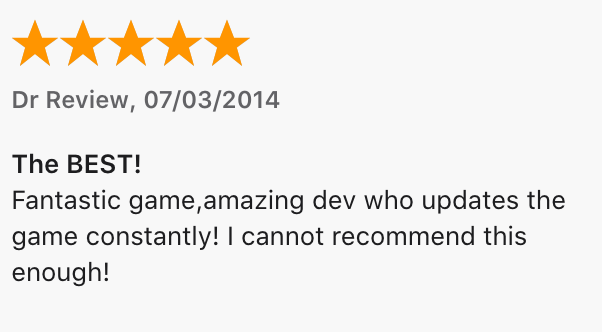 Dr Review, 07/03/2014
The BEST!
Fantastic game,amazing dev who updates the
game constantly! I cannot recommend this
enough!